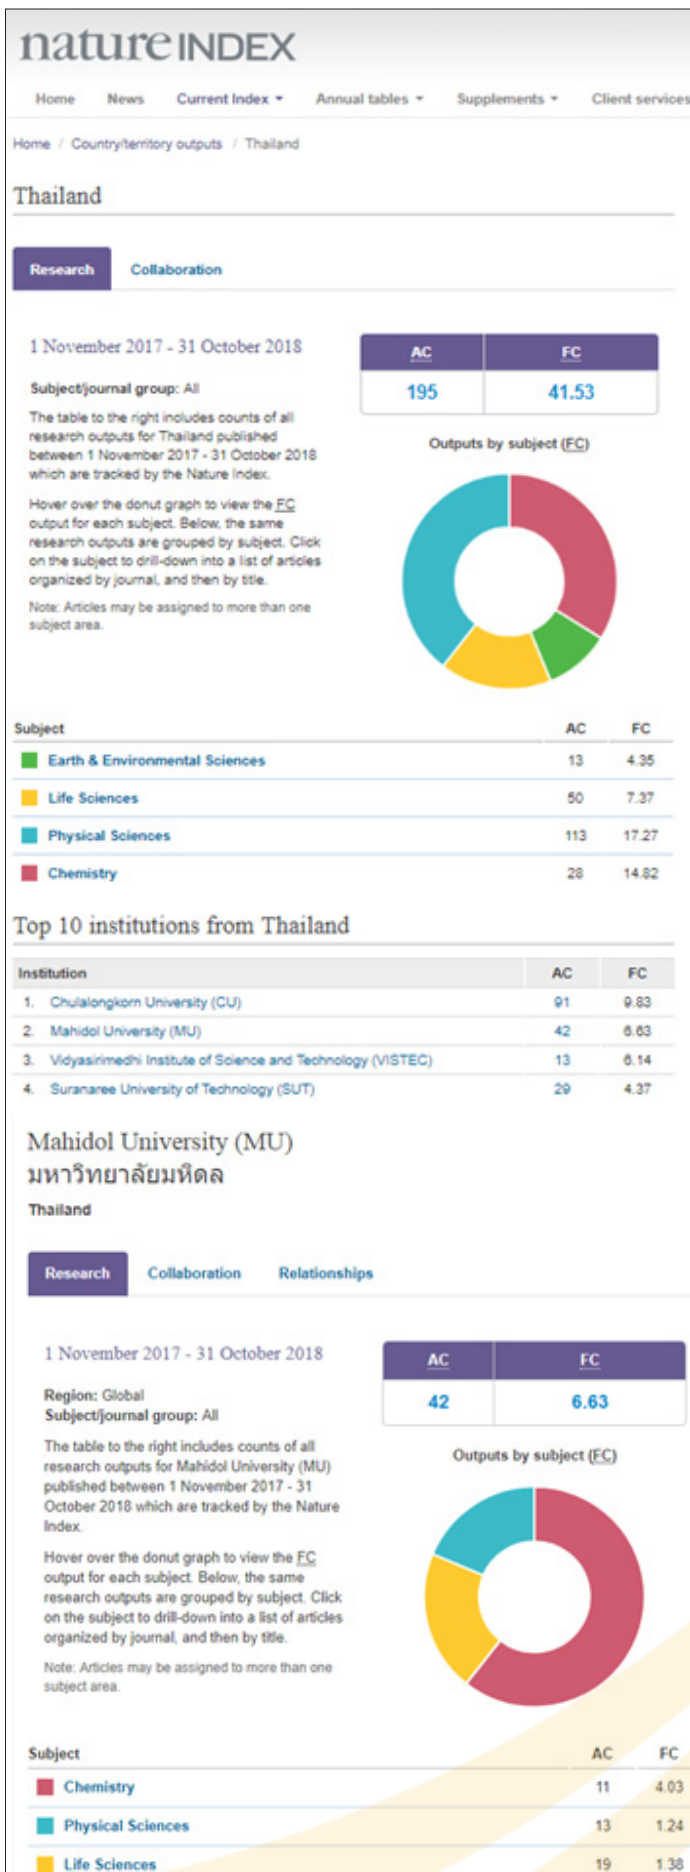 nature INDEX
Home News Current Index Annual tables Supplements Client services
Home / Country/territory outputs / Thailand
Thailand
Research Collaboration
1 November 2017 - 31 October 2018
Subject/journal group: All
The table to the right includes counts of all
research outputs for Thailand published
between 1 November 2017 - 31 October 2018
which are tracked by the Nature Index.
Hover over the donut graph to view the FC
output for each subject. Below, the same
research outputs are grouped by subject. Click
on the subject to drill-down into a list of articles
organized by journal, and then by title.
Note: Articles may be assigned to more than one
subject area.
AC FC
195 41.53
Outputs by subject (FC)
Subject AC FC
Earth & Environmental Sciences 13 4.35
Life Sciences 50 7.37
Physical Sciences 113 17.27
Chemistry 28 14.82
Top 10 institutions from Thailand
Institution AC FC
1. Chulalongkorn University (CU) 91 9.83
2. Mahidol University (MU) 42 6.63
3. Vidyasirimedhi Institute of Science and Technology (VISTEC) 13 6.14
4. Suranaree University of Technology (SUT) 29 4.37
Mahidol University (MU)
มหาวิทยาลัยมหิดล
Thailand
Research Collaboration Relationships
1 November 2017 - 31 October 2018
Region: Global
Subject/journal group: All
The table to the right includes counts of all
research outputs for Mahidol University (MU)
published between 1 November 2017 - 31
October 2018 which are tracked by the Nature
Index.
Hover over the donut graph to view the FC
output for each subject. Below, the same
research outputs are grouped by subject. Click
on the subject to drill-down into a list of articles
organized by journal, and then by title.
Note: Articles may be assigned to more than one
subject area.
AC FC
42 6.63
Outputs by subject (FC)
Subject AC FC
Chemistry 11 4.03
Physical Sciences 13 1.24
Life Sciences 19 1.38